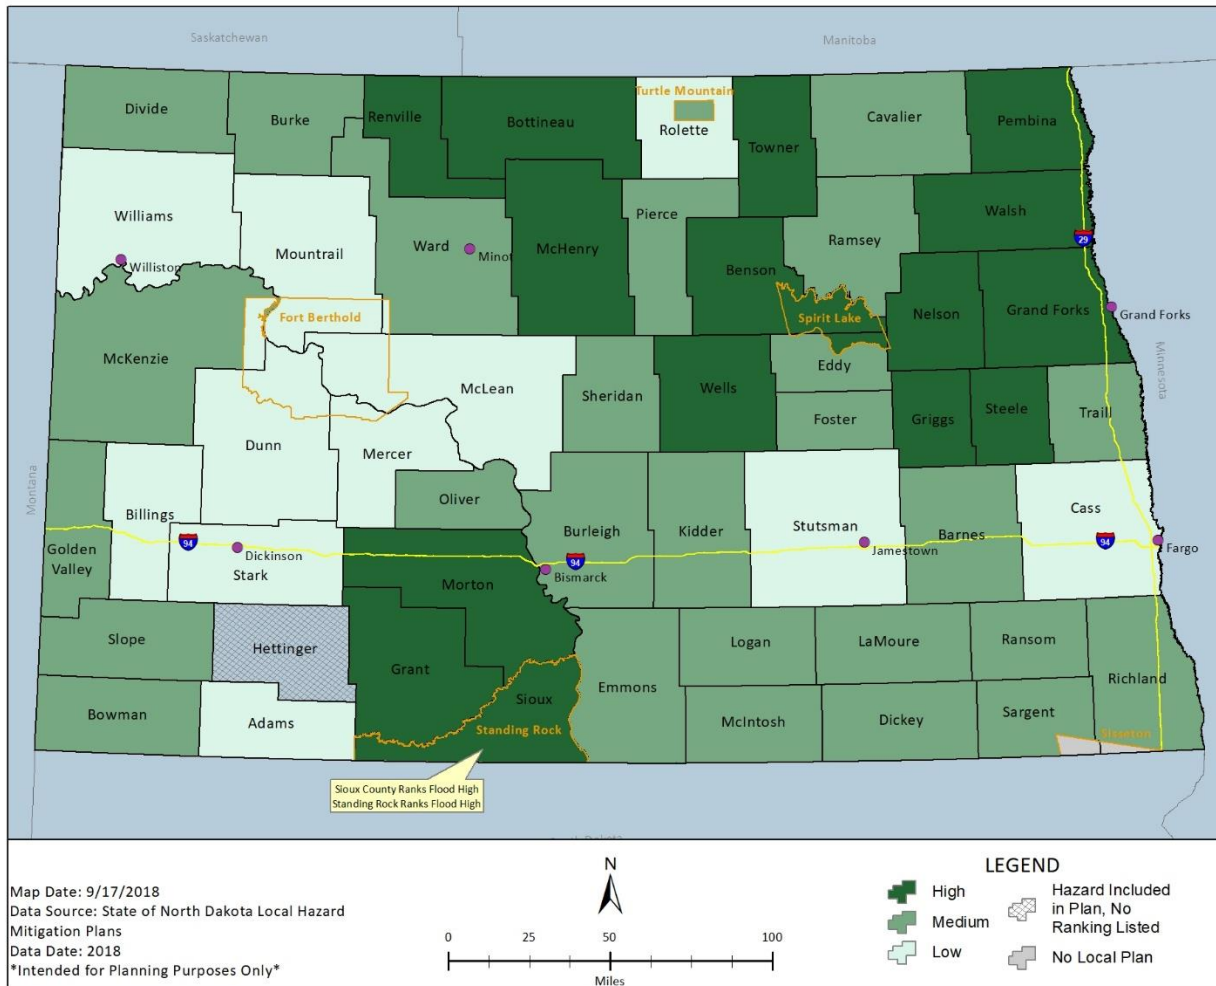 Saskatchewan
Manitoba
Divide
Burke
Renville
Bottineau
Turtle Mountain
Rolette
Towner
Cavalier
Pembina
Williams
Williston
Mountrail
Ward
Minot
McHenry
Pierce
Benson
Ramsey
Walsh
29
Nelson
Grand Forks
Grand Forks
Spirit Lake
Fort Berthold
McKenzie
McLean
Sheridan
Wells
Eddy
Foster
Griggs
Steele
Traill
Minnesota
Montana
Dunn
Mercer
Oliver
Billings
Golden
Valley
94
Dickinson
Stark
Morton
Burleigh
94
Bismarck
Kidder
Stutsman
Jamestown
Barnes
Cass
94
Fargo
Slope
Hettinger
Grant
Sioux
Standing Rock
Emmons
Logan
LaMoure
Ransom
Richland
Bowman
Adams
McIntosh
Dickey
Sargent
Sisseton
Sioux County Ranks Flood High
Standing Rock Ranks Flood High
Map Date: 9/17/2018
Data Source: State of North Dakota Local Hazard
Mitigation Plans
Data Date: 2018
*Intended for Planning Purposes Only*
N
0 25 50 100
Miles
LEGEND
High
Medium
Low
Hazard Included
in Plan, No
Ranking Listed
No Local Plan